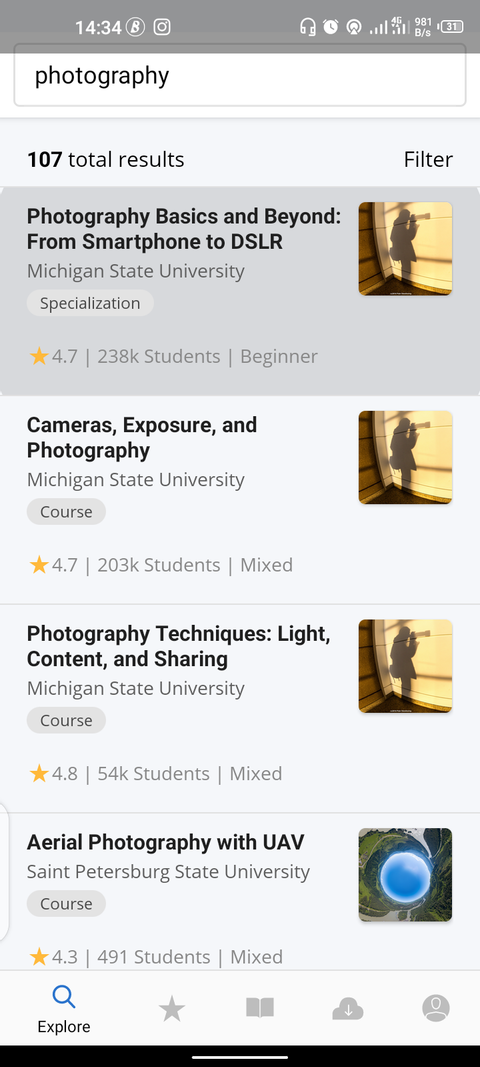 14:34
4G
981
B/s
31
photography
107 total results
Filter
Photography Basics and Beyond:
From Smartphone to DSLR
Michigan State University
Specialization
4.7 | 238k Students | Beginner
Cameras, Exposure, and
Photography
Michigan State University
Course
4.7 | 203k Students | Mixed
Photography Techniques: Light,
Content, and Sharing
Michigan State University
Course
4.8 | 54k Students | Mixed
Aerial Photography with UAV
Saint Petersburg State University
Course
4.3 | 491 Students | Mixed
Explore